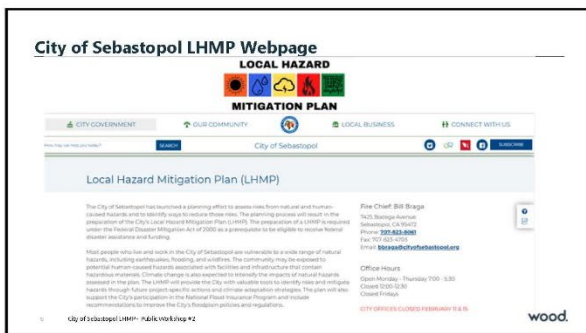 City of Sebastopol LHMP Webpage
LOCAL HAZARD
MITIGATION PLAN
CITY GOVERNMENT
OUR COMMUNITY
LOCAL BUSINESS
CONNECT WITH US
SEARCH
City of Sebastopol
SUBSCRIBE
Local Hazard Mitigation Plan (LHMP)
The City of Sebastopol has launched a planning effort to assess risks from natural and human-
caused hazards and to identify ways to reduce those risks. The planning process will result in the
preparation of the City's Local Hazard Mitigation Plan (LHMP). The preparation of a LHMP is required
under the Federal Disaster Mitigation Act of 2000 as a prerequisite to be eligible to receive federal
disaster assistance and funding.
Most people who live and work in the City of Sebastopol are vulnerable to a wide range of natural
hazards, including earthquakes, flooding, and wildfires. The community may be exposed to
potential human-caused hazards associated with facilities and infrastructure that contain
hazardous materials. Climate change is also expected to intensify the impacts of natural hazards
assessed in the plan. The LHMP will provide the City with valuable tools to identify risks and mitigate
hazards through future project-specific actions and climate adaptation strategies. The plan will also
support the City's participation in the National Flood Insurance Program and include
recommendations to improve the City's floodplain policies and regulations.
Fire Chief: Bill Braga
7425 Bodega Avenue
Sebastopol, CA 95472
Phone: 707-823-8061
Fax: 707-823-4703
Email: bbraga@cityofsebastopol.org
Office Hours
Open Monday - Thursday 7:00 - 5:30
Closed 12:00-12:30
Closed Fridays
CITY OFFICES CLOSED FEBRUARY 11 & 15
City of Sebastopol LHMP- Public Workshop #2
wood.